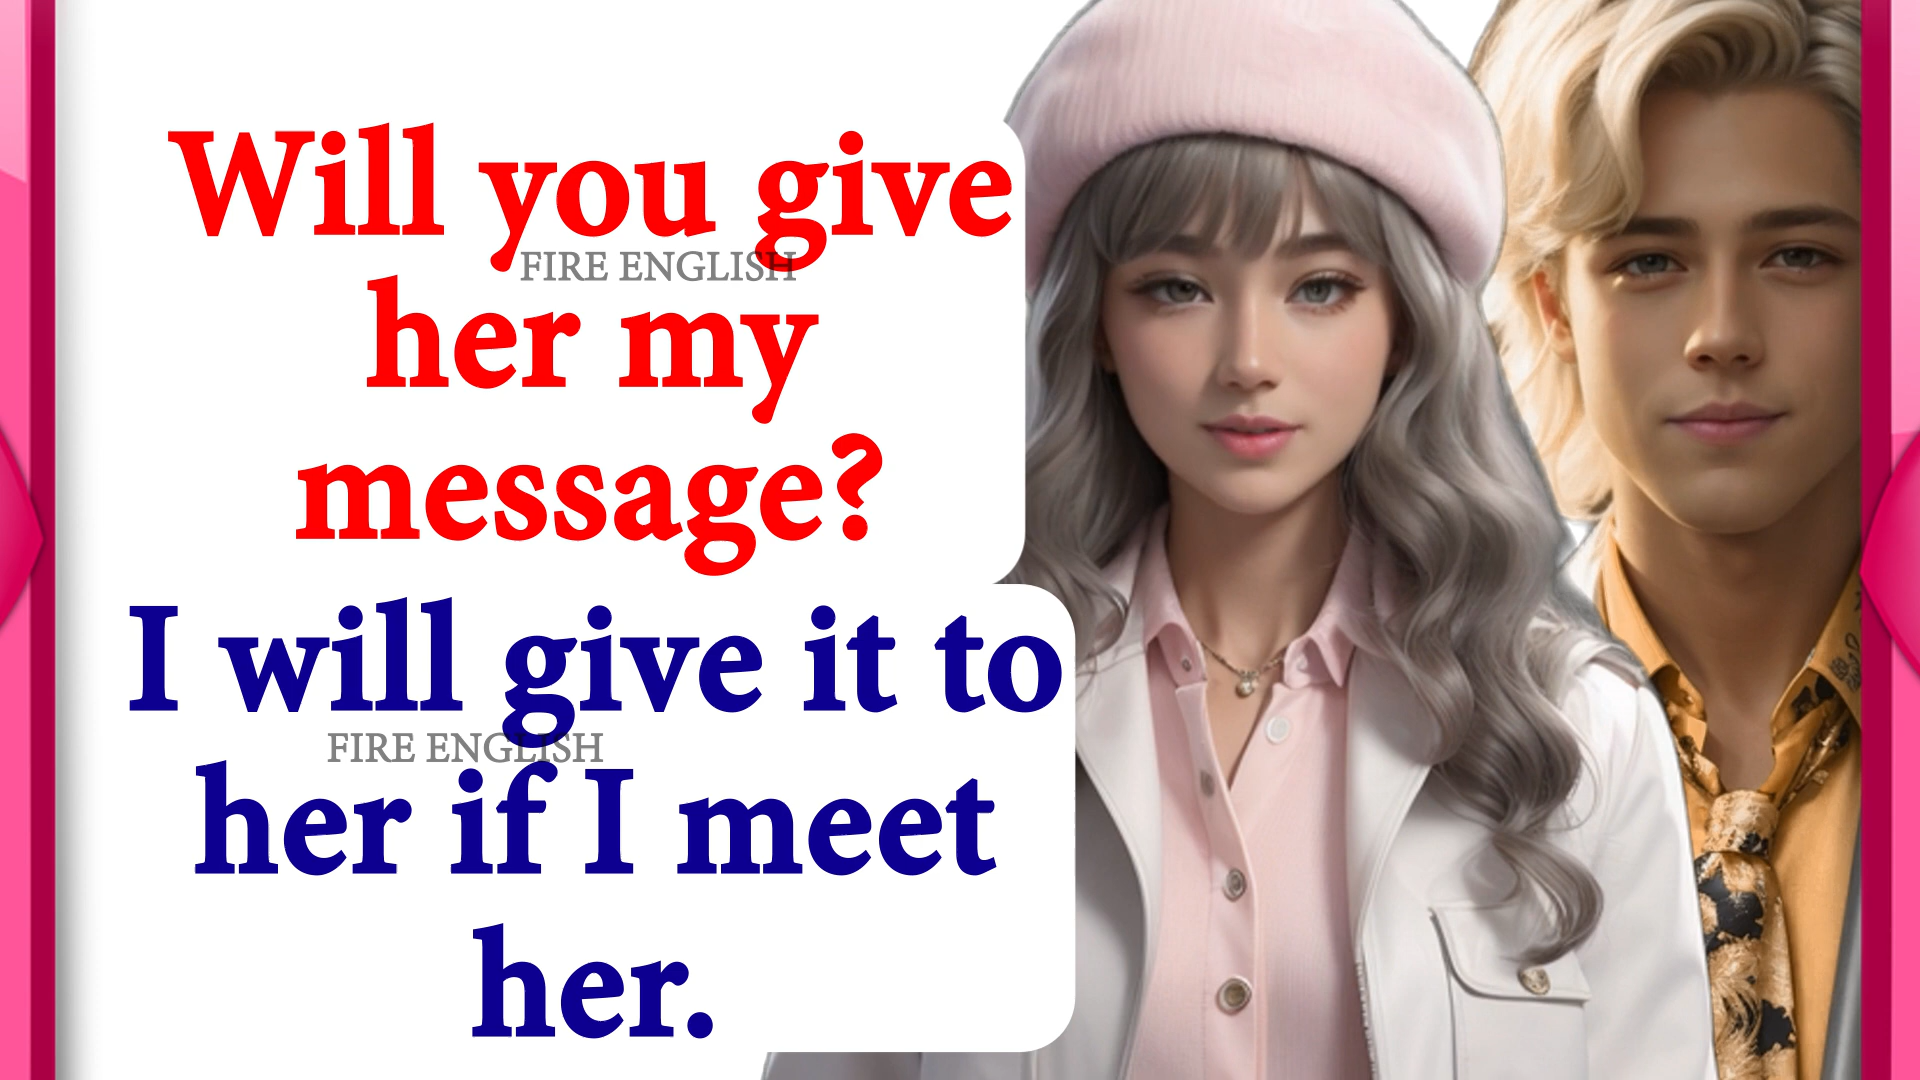 Will you give
FIRE ENGLISH
her my
message?
I will give it to
FIRE ENGLISH
her if I meet
her.